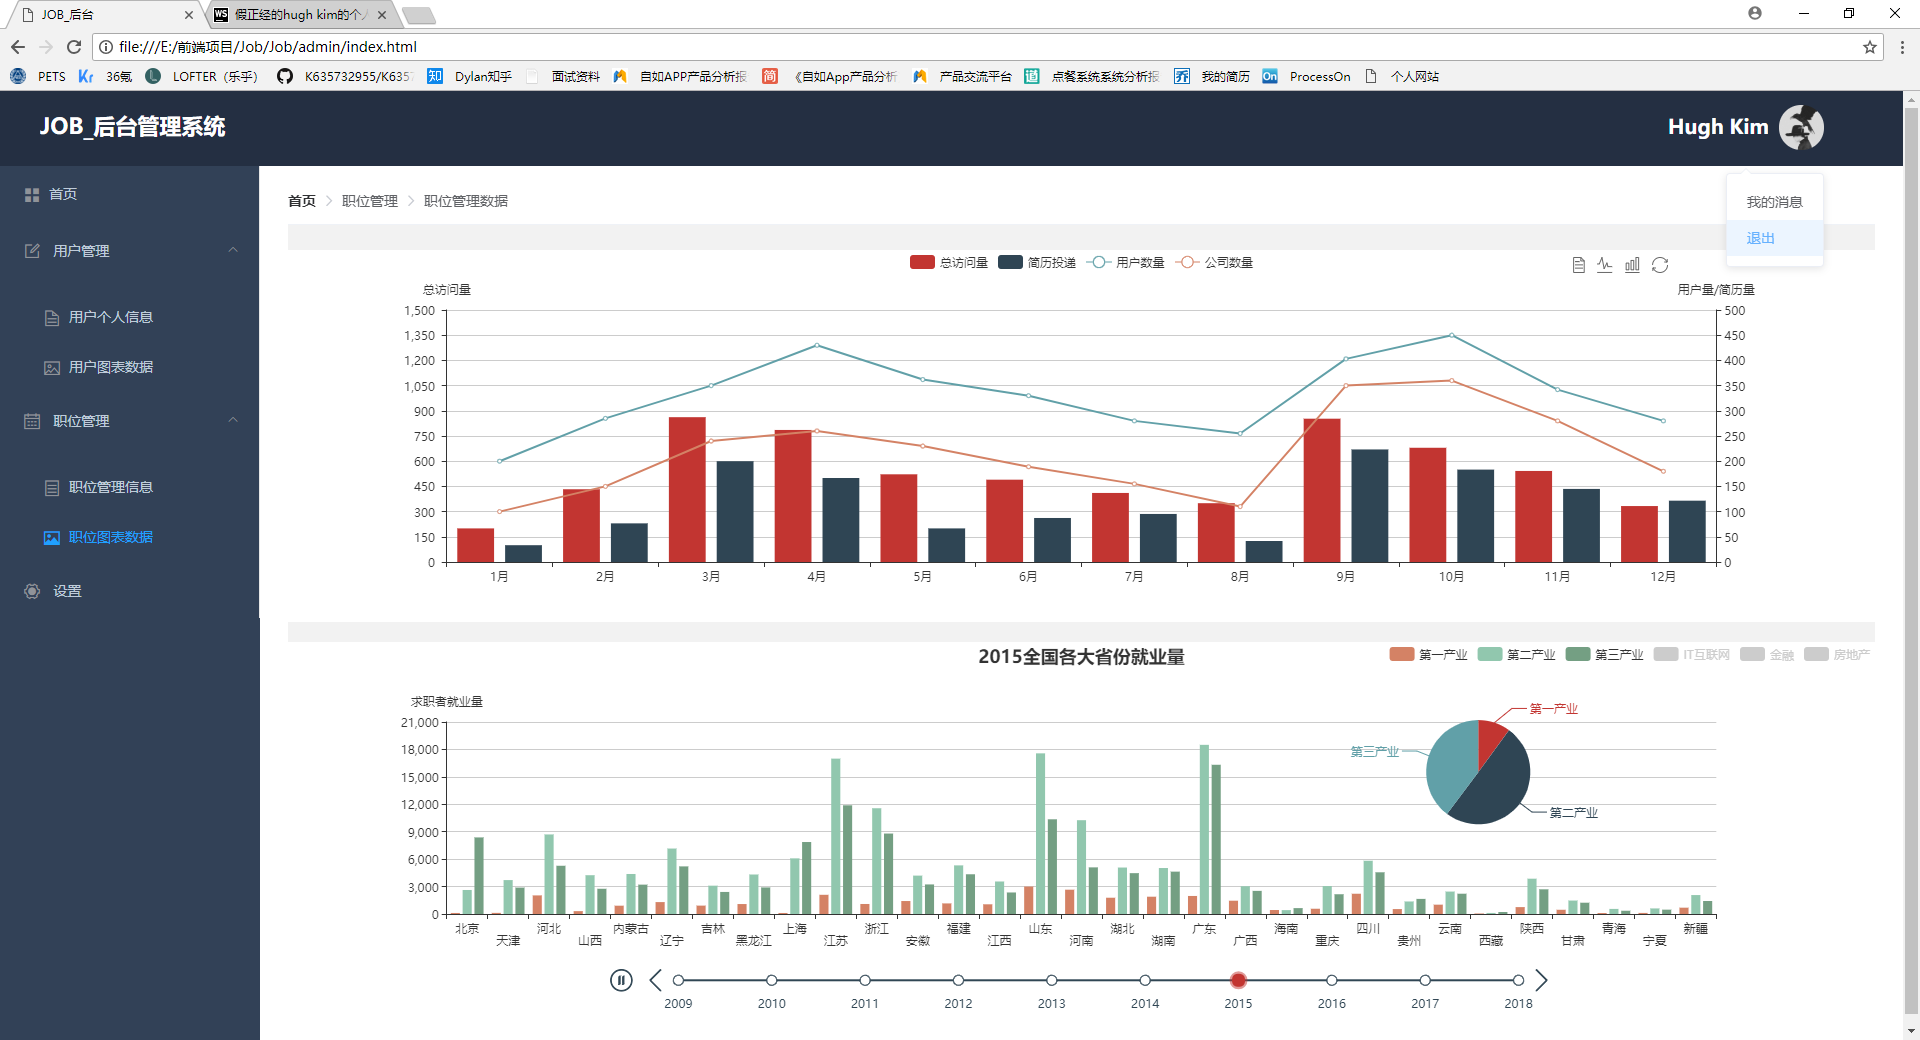 JOB_后台
假正经的hugh kim的个人
file:///E:/前端项目/Job/Job/admin/index.html
PETS 36氪 LOFTER（乐乎） K635732955/K6357 Dylan知乎 面试资料 自如APP产品分析报 《自如App产品分析 产品交流平台 点餐系统系统分析报 我的简历 ProcessOn 个人网站
JOB_后台管理系统
Hugh Kim
首页
用户管理
用户个人信息
用户图表数据
职位管理
职位管理信息
职位图表数据
设置
首页 > 职位管理 > 职位管理数据
我的消息
退出
总访问量 简历投递 用户数量 公司数量
总访问量
用户量/简历量
1,500 500
1,350 450
1,200 400
1,050 350
900 300
750 250
600 200
450 150
300 100
150 50
0 0
1月 2月 3月 4月 5月 6月 7月 8月 9月 10月 11月 12月
2015全国各大省份就业量
第一产业 第二产业 第三产业 IT互联网 金融 房地产
求职者就业量
第一产业
第三产业
第二产业
21,000
18,000
15,000
12,000
9,000
6,000
3,000
0
北京 天津 河北 山西 内蒙古 辽宁 吉林 黑龙江 上海 江苏 浙江 安徽 福建 江西 山东 河南 湖北 湖南 广东 广西 海南 重庆 四川 贵州 云南 西藏 陕西 甘肃 青海 宁夏 新疆
2009 2010 2011 2012 2013 2014 2015 2016 2017 2018